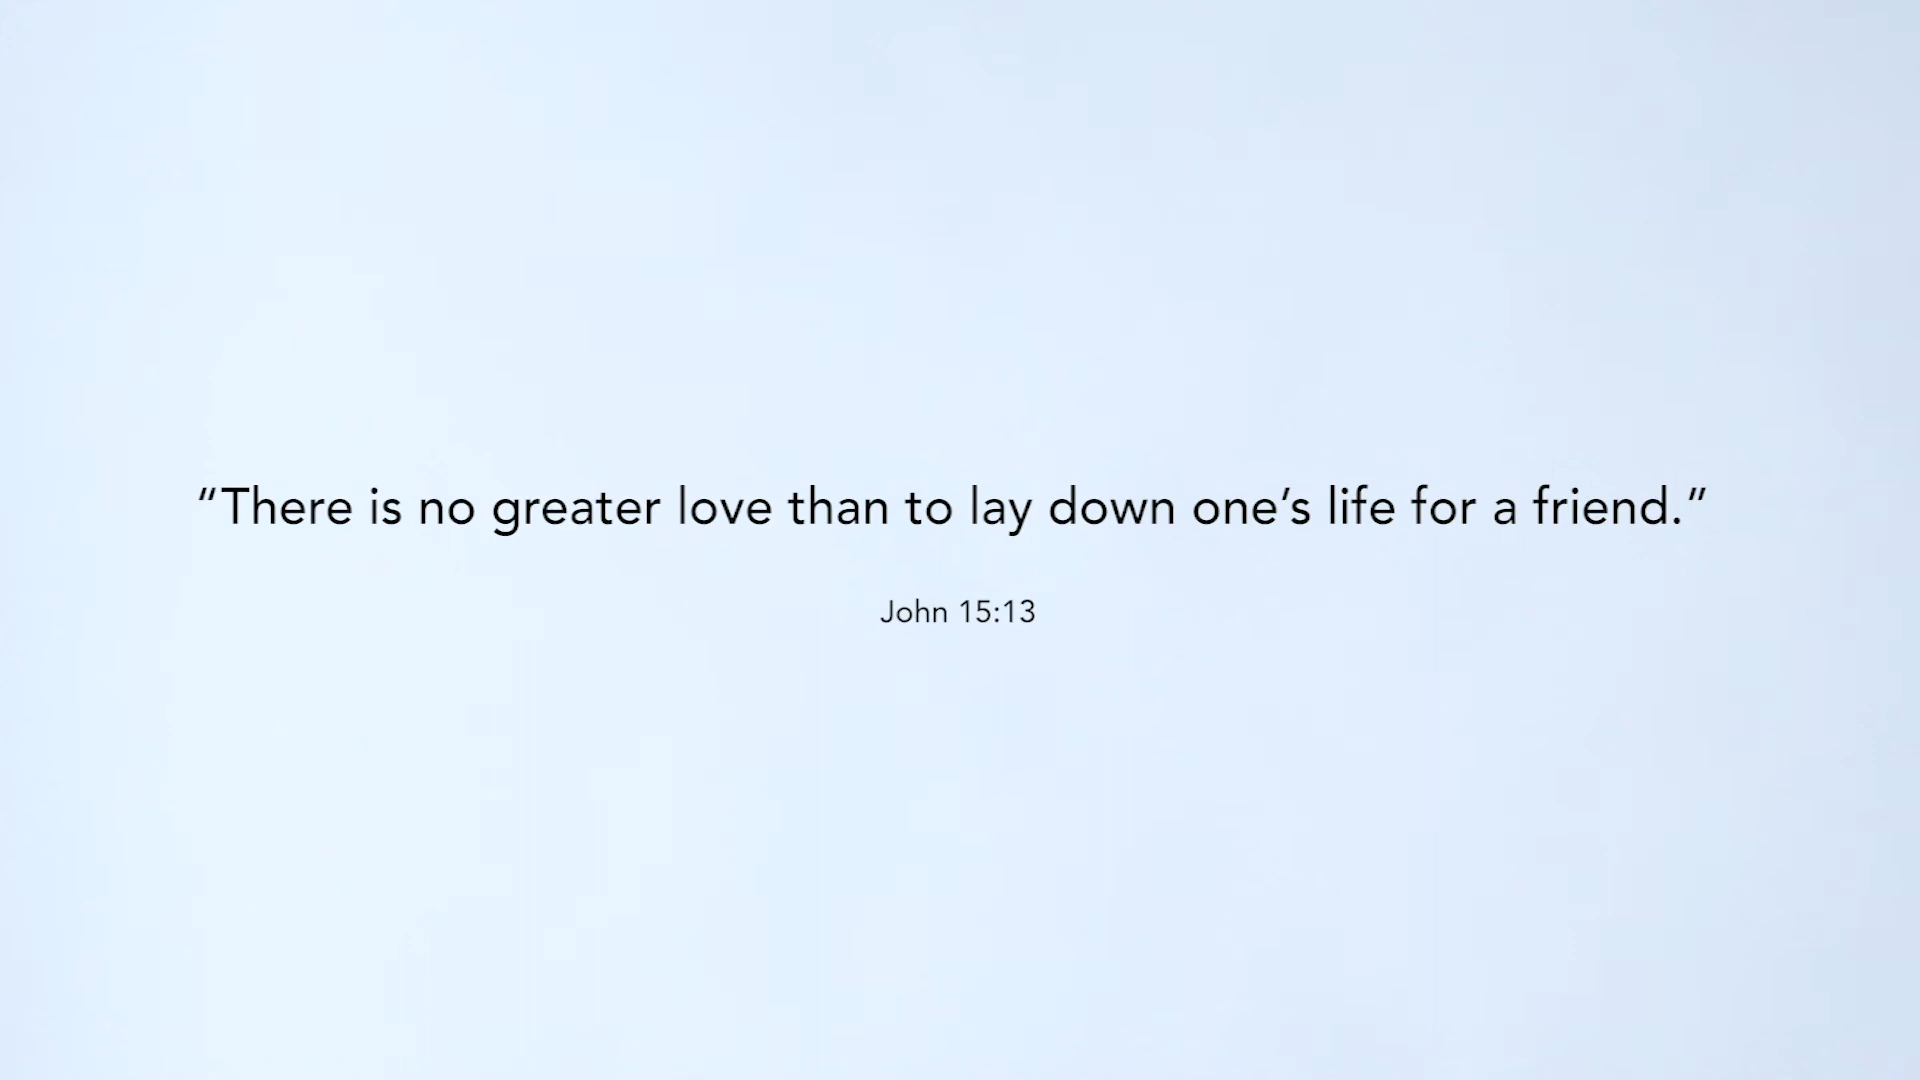 “There is no greater love than to lay down one’s life for a friend.”
John 15:13